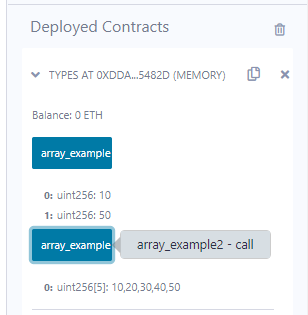 Deployed Contracts
TYPES AT 0XDDA...5482D (MEMORY)
Balance: 0 ETH
array_example
0: uint256: 10
1: uint256: 50
array_example
array_example2 - call
0: uint256[5]: 10,20,30,40,50